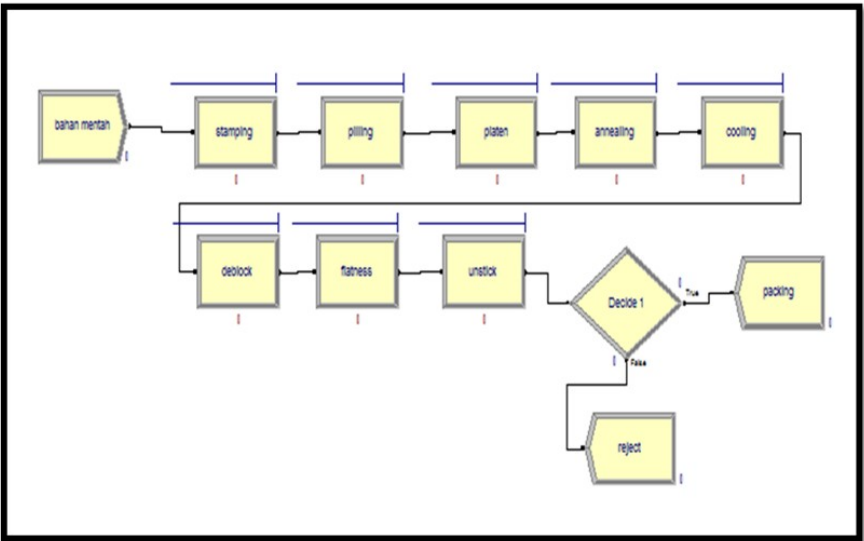 bahan mentah
stamping
pilling
platen
annealing
cooling
deblock
flatness
unstick
Decide 1
True
packing
False
reject